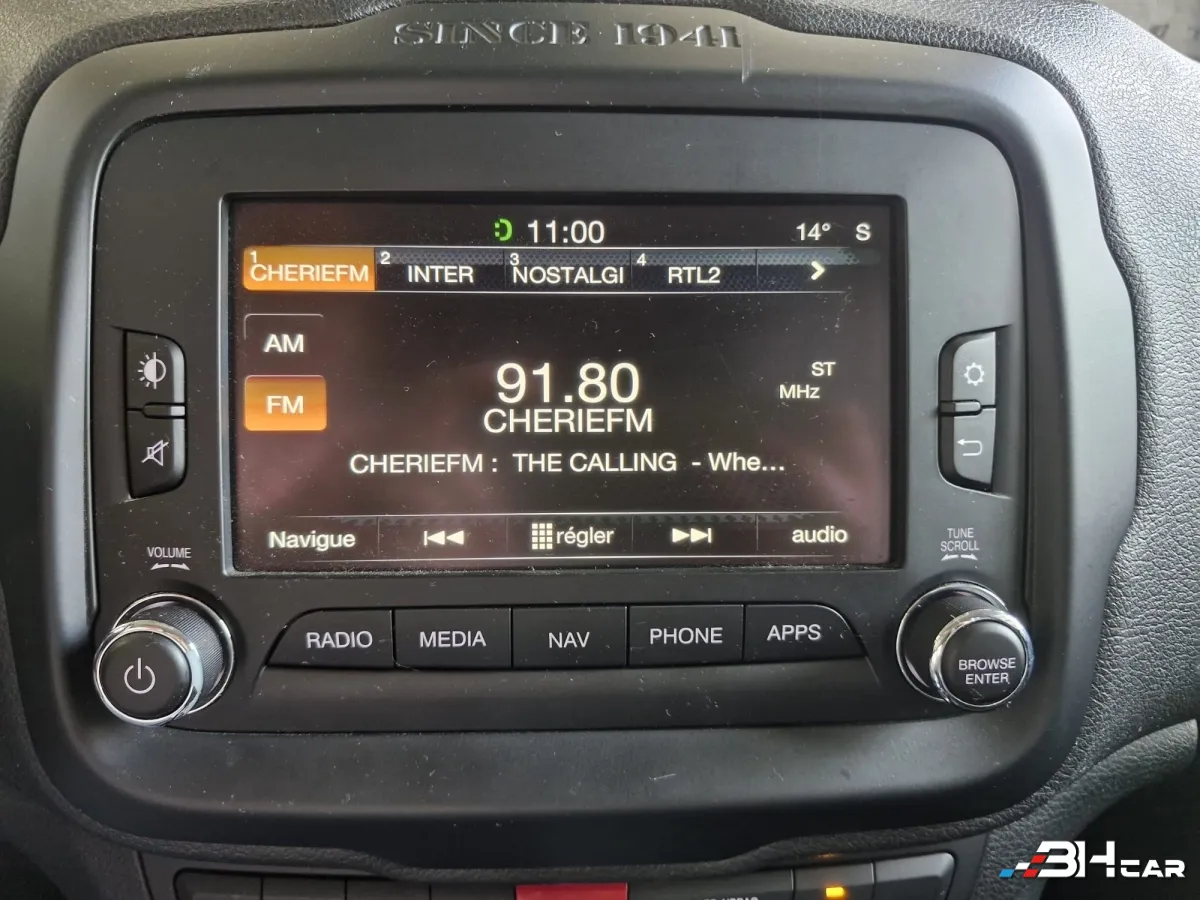 SINCE 1941
11:00 14° S
1 CHERIEFM 2 INTER 3 NOSTALGI 4 RTL2
AM
91.80
ST
MHz
FM
CHERIEFM
CHERIEFM : THE CALLING - Whe...
Navigue régler audio
VOLUME
TUNE
SCROLL
RADIO MEDIA NAV PHONE APPS
BROWSE
ENTER
3HCAR